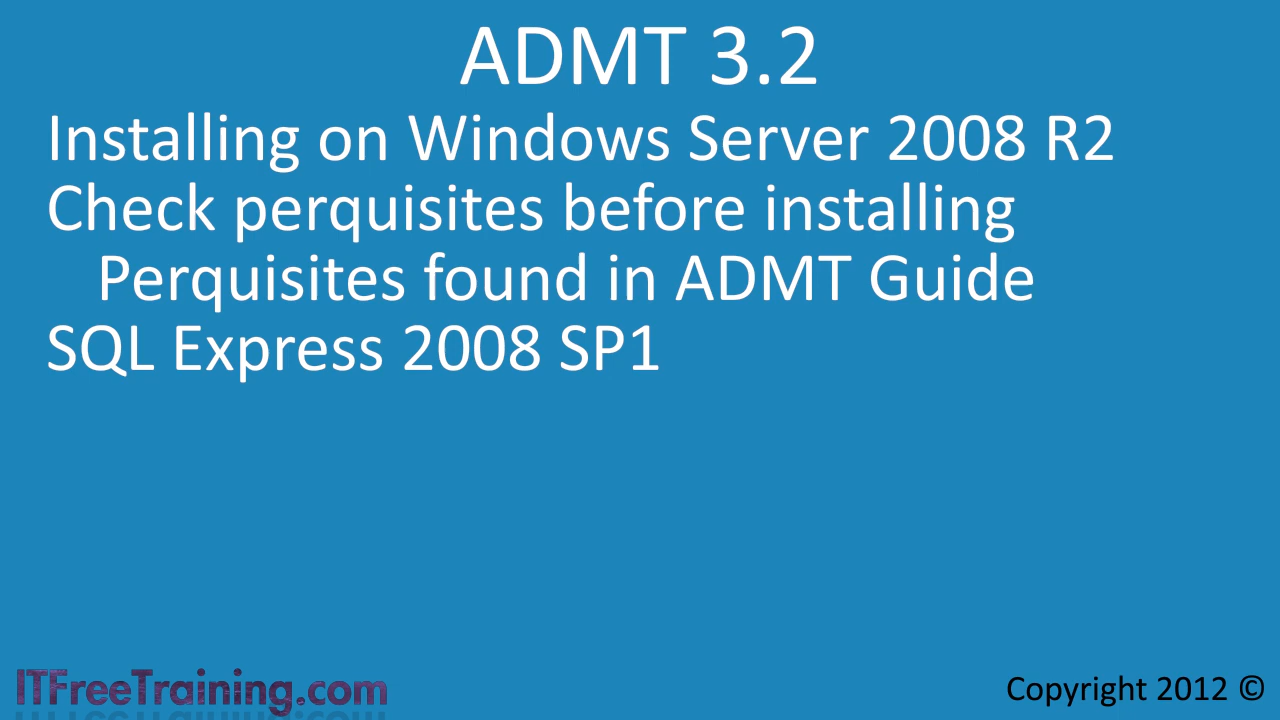 ADMT 3.2
Installing on Windows Server 2008 R2
Check perquisites before installing
Perquisites found in ADMT Guide
SQL Express 2008 SP1
ITFreeTraining.com
Copyright 2012 ©